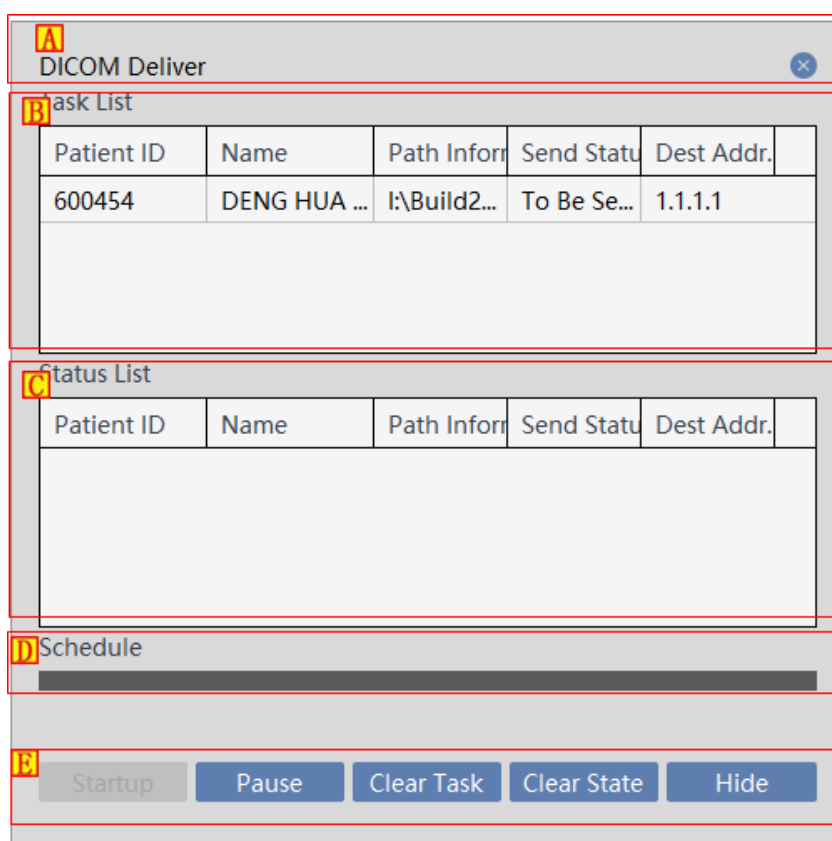 A
DICOM Deliver
B
Task List
Patient ID Name Path Inforr Send Statu Dest Addr.
600454 DENG HUA ... I:\Build2... To Be Se... 1.1.1.1
C
Status List
Patient ID Name Path Inforr Send Statu Dest Addr.
D Schedule
E
Startup Pause Clear Task Clear State Hide